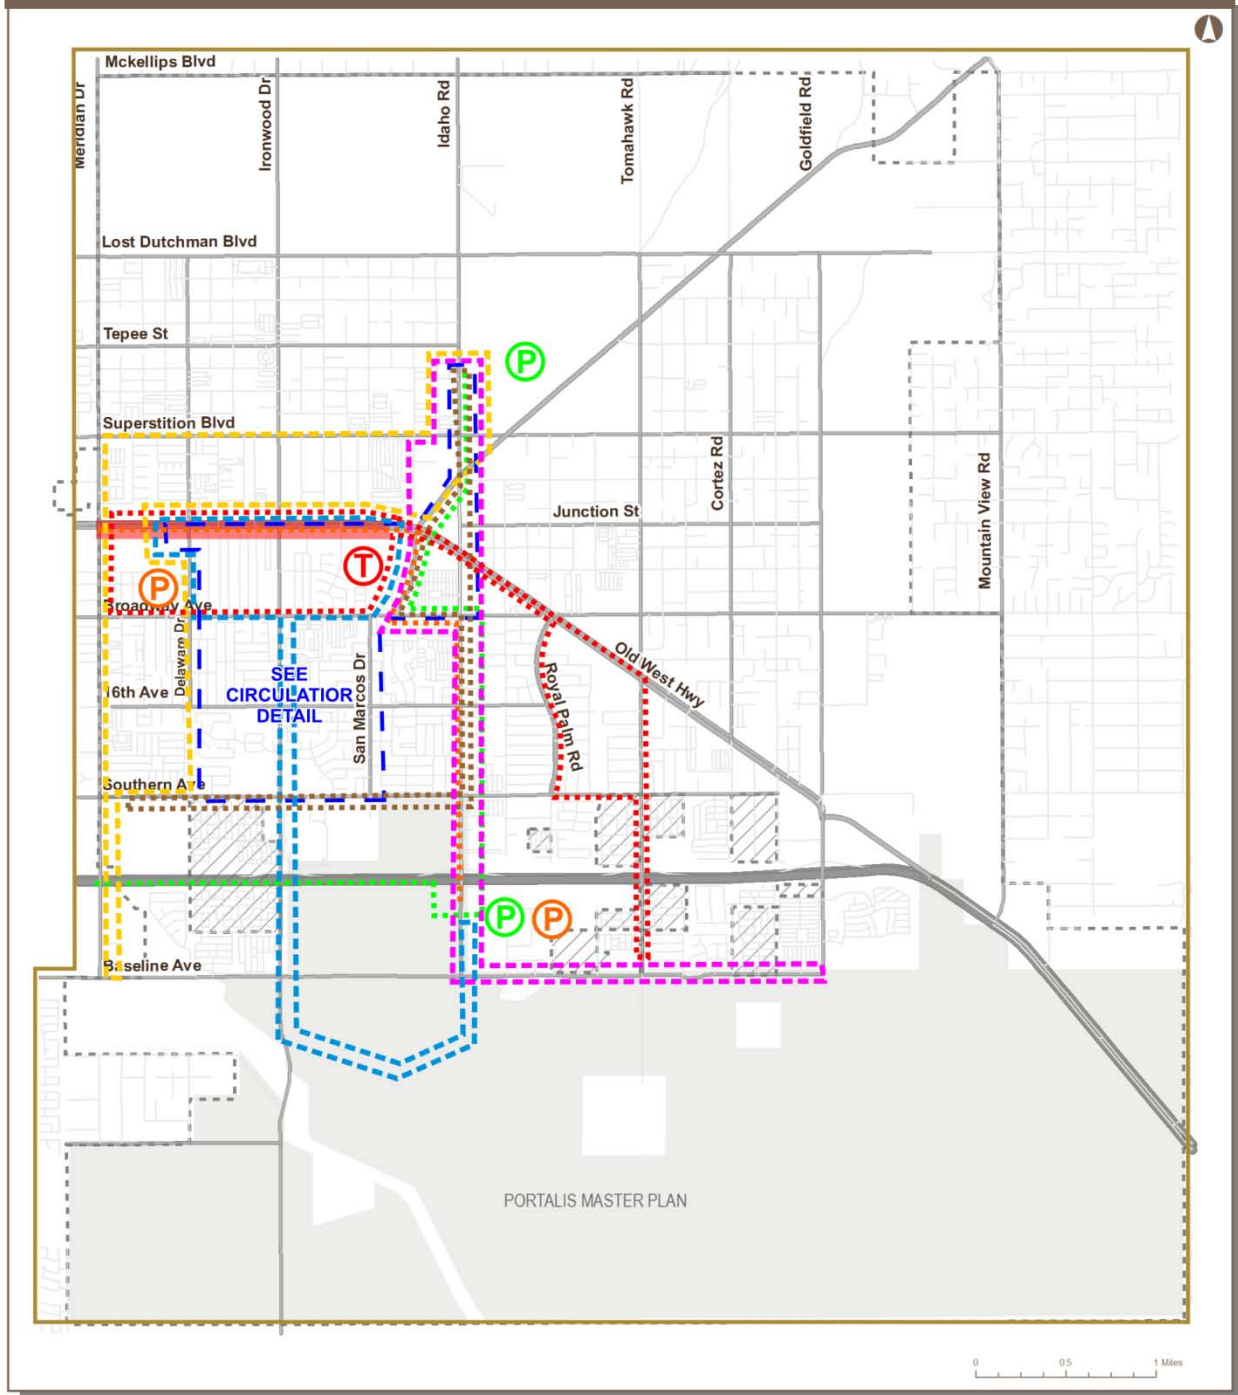 Mckellips Blvd
Meridian Dr
Ironwood Dr
Idaho Rd
Tomahawk Rd
Goldfield Rd
Lost Dutchman Blvd
Tepee St
P
Superstition Blvd
Cortez Rd
Mountain View Rd
Junction St
T
P
Broadway Ave
Delaware Dr
Old West Hwy
SEE
CIRCULATIOR
DETAIL
San Marcos Dr
Royal Palm Rd
16th Ave
Southern Ave
P
P
Baseline Ave
PORTALIS MASTER PLAN
0 0.5 1 Miles